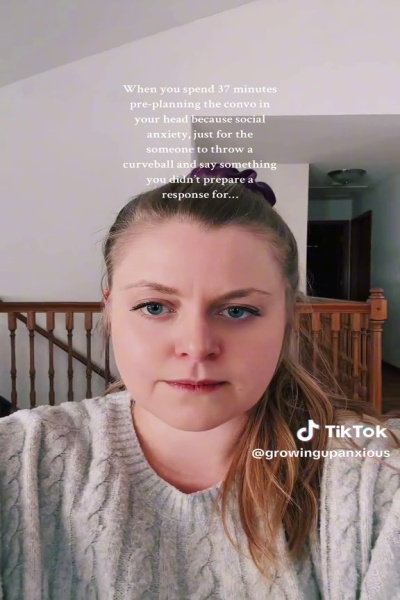 When you spend 37 minutes
pre-planning the convo in
your head because social
anxiety, just for the
someone to throw a
curveball and say something
you didn't prepare a
response for...
TikTok
@growingupanxious